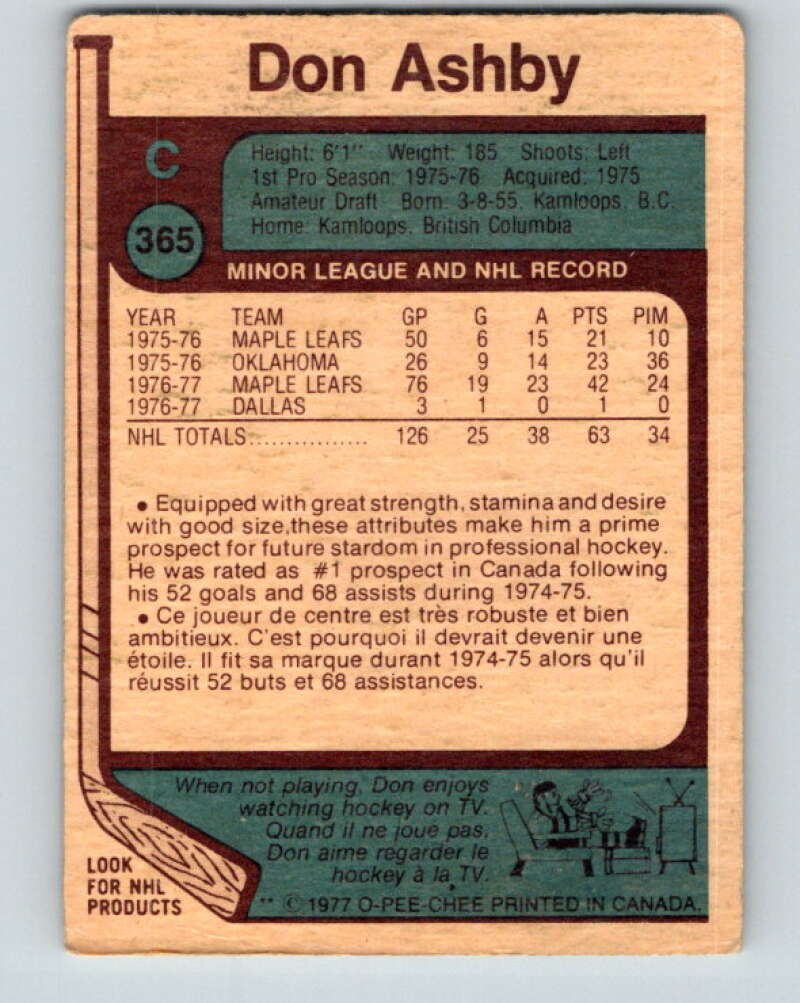 Don Ashby
C
Height: 6'1" Weight: 185 Shoots: Left
1st Pro Season: 1975-76 Acquired: 1975
Amateur Draft Born: 3-8-55, Kamloops, B.C.
Home: Kamloops, British Columbia
365
MINOR LEAGUE AND NHL RECORD
YEAR TEAM GP G A PTS PIM
1975-76 MAPLE LEAFS 50 6 15 21 10
1975-76 OKLAHOMA 26 9 14 23 36
1976-77 MAPLE LEAFS 76 19 23 42 24
1976-77 DALLAS 3 1 0 1 0
NHL TOTALS................ 126 25 38 63 34
• Equipped with great strength, stamina and desire
with good size,these attributes make him a prime
prospect for future stardom in professional hockey.
He was rated as #1 prospect in Canada following
his 52 goals and 68 assists during 1974-75.
• Ce joueur de centre est très robuste et bien
ambitieux. C'est pourquoi il devrait devenir une
étoile. Il fit sa marque durant 1974-75 alors qu'il
réussit 52 buts et 68 assistances.
When not playing, Don enjoys
watching hockey on TV.
Quand il ne joue pas,
Don aime regarder le
hockey à la TV.
LOOK
FOR NHL
PRODUCTS
** © 1977 O-PEE-CHEE PRINTED IN CANADA.